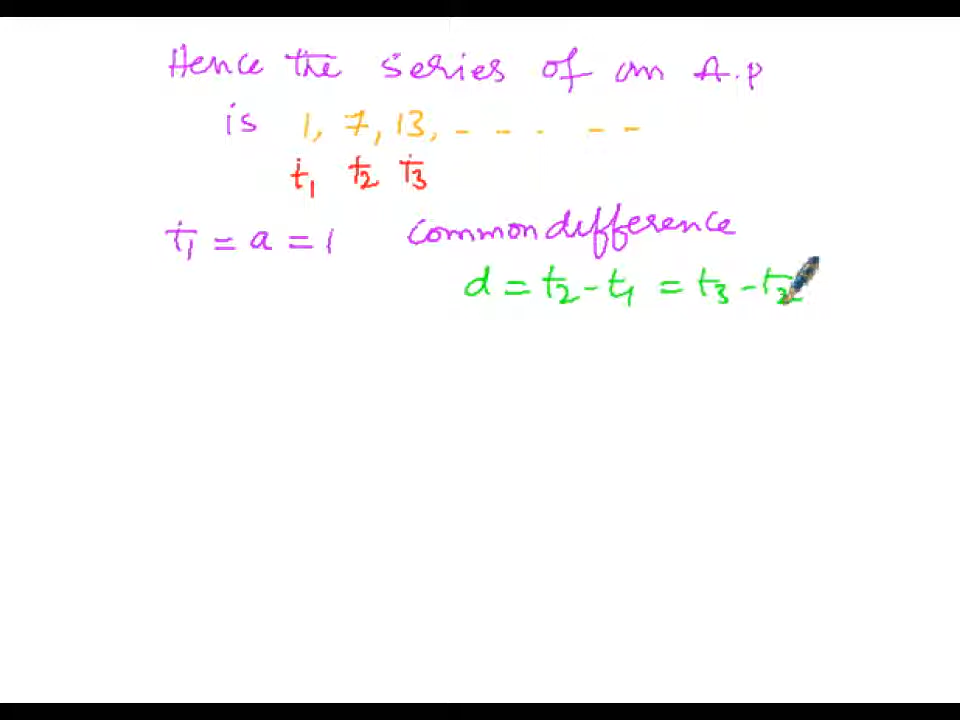 Hence the series of an A.P
is 1, 7, 13, - - - - -
t1 t2 t3
t1 = a = 1 common difference
d = t2 - t1 = t3 - t2